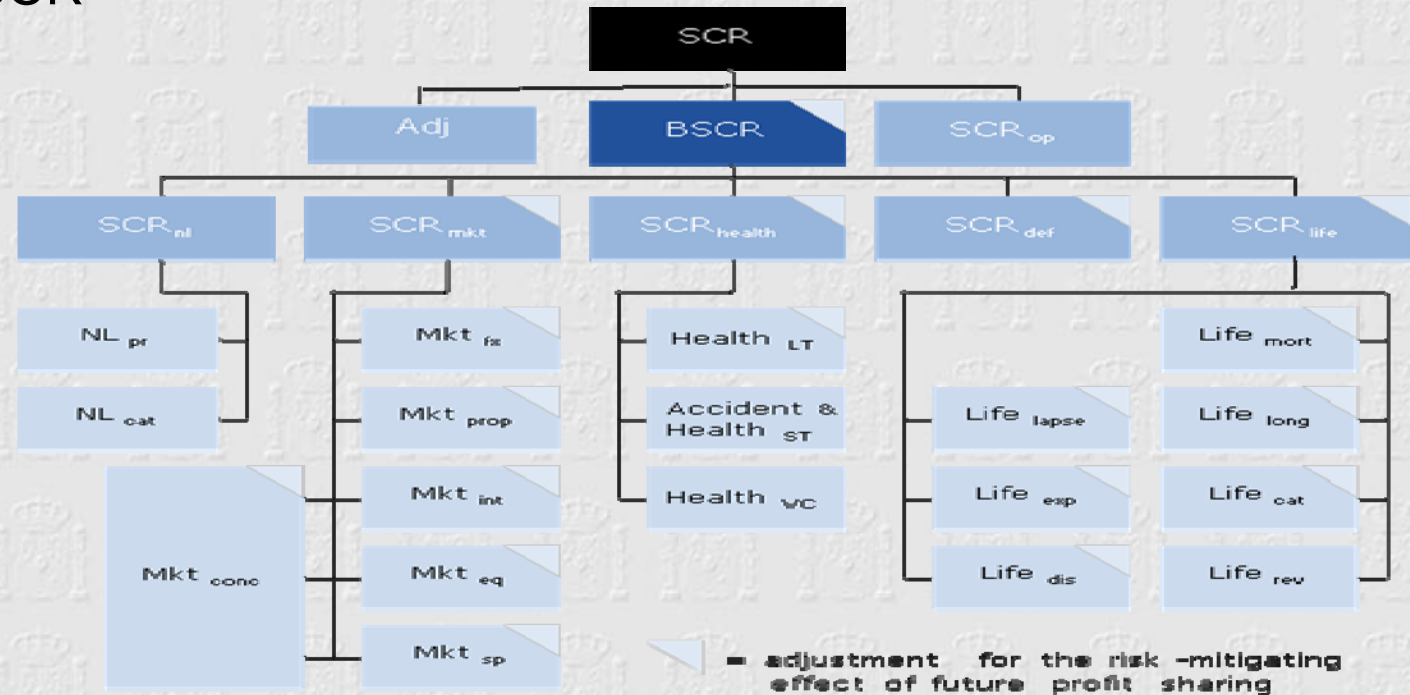 SCR
Adj
BSCR
SCR op
SCR nl
SCR mkt
SCR health
SCR def
SCR life
NL pr
Mkt fx
Health LT
Life mort
NL cat
Mkt prop
Accident &
Health ST
Life lapse
Life long
Mkt conc
Mkt int
Health WC
Life exp
Life cat
Mkt eq
Life dis
Life rev
Mkt sp
= adjustment for the risk -mitigating
effect of future profit sharing